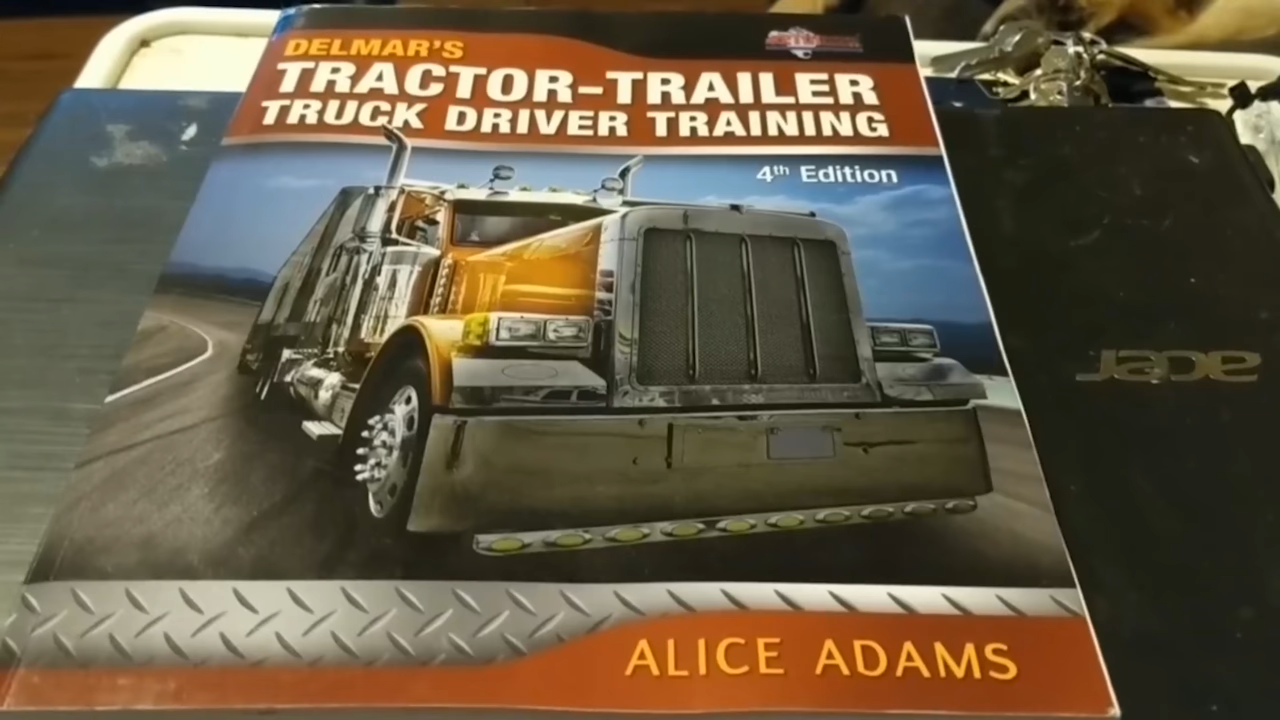 DELMAR'S
TRACTOR-TRAILER
TRUCK DRIVER TRAINING
4th Edition
acer
ALICE ADAMS